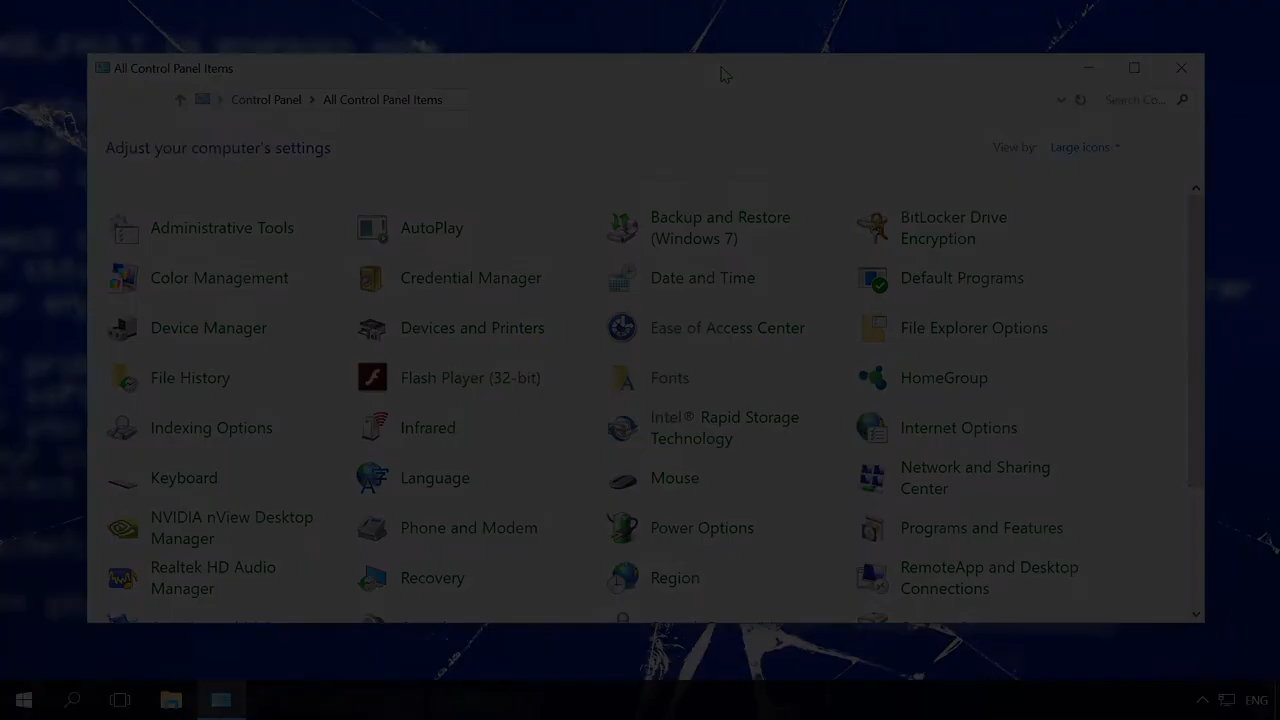 All Control Panel Items
Control Panel > All Control Panel Items
Search Co...
Adjust your computer's settings
View by:
Large icons
Administrative Tools
AutoPlay
Backup and Restore
(Windows 7)
BitLocker Drive
Encryption
Color Management
Credential Manager
Date and Time
Default Programs
Device Manager
Devices and Printers
Ease of Access Center
File Explorer Options
File History
Flash Player (32-bit)
Fonts
HomeGroup
Indexing Options
Infrared
Intel® Rapid Storage
Technology
Internet Options
Keyboard
Language
Mouse
Network and Sharing
Center
NVIDIA nView Desktop
Manager
Phone and Modem
Power Options
Programs and Features
Realtek HD Audio
Manager
Recovery
Region
RemoteApp and Desktop
Connections
ENG